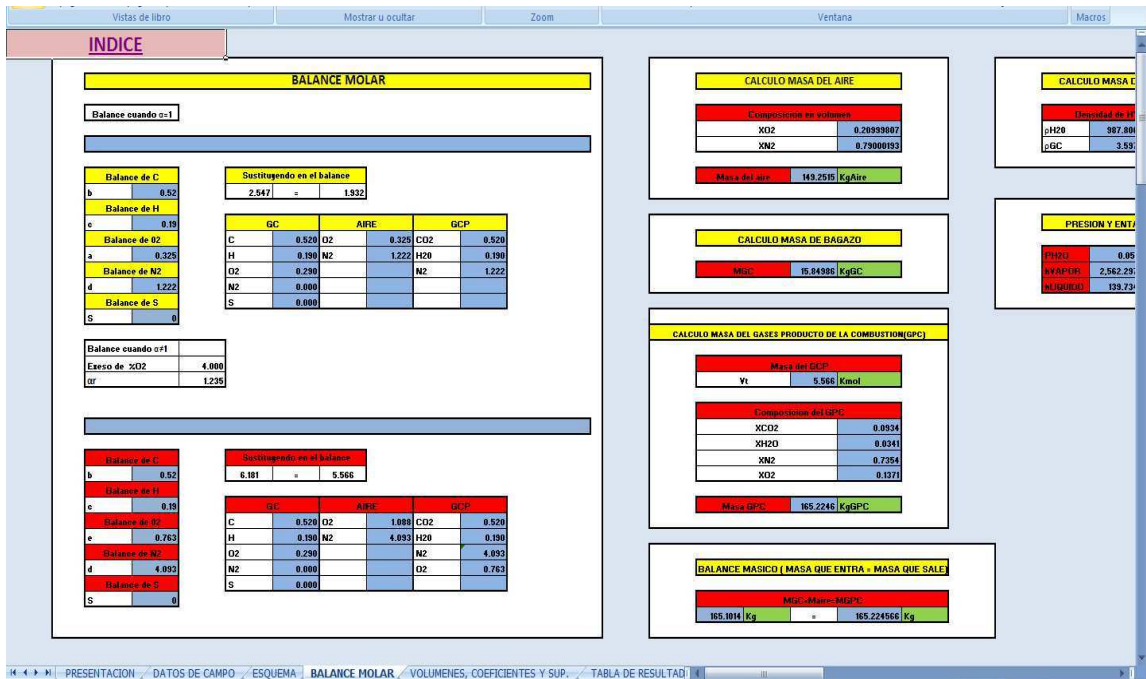 Vistas de libro Mostrar u ocultar Zoom Ventana Macros
INDICE
BALANCE MOLAR
Balance cuando α=1
Balance de C
b 0.52
Balance de H
c 0.19
Balance de 02
a 0.325
Balance de N2
d 1.222
Balance de S
S 0
Sustitugendo en el balance
2.547 = 1.932
GC AIRE GCP
C 0.520 O2 0.325 CO2 0.520
H 0.190 N2 1.222 H20 0.190
O2 0.290 N2 1.222
N2 0.000
S 0.000
Balance cuando α≠1
Exeso de %O2 4.000
αr 1.235
Balance de C
b 0.52
Balance de H
c 0.19
Balance de 02
e 0.763
Balance de N2
d 4.093
Balance de S
S 0
Sustitugendo en el balance
6.181 = 5.566
GC AIRE GCP
C 0.520 O2 1.088 CO2 0.520
H 0.190 N2 4.093 H20 0.190
O2 0.290 N2 4.093
N2 0.000 O2 0.763
S 0.000
CALCULO MASA DEL AIRE
Composicion en volumen
XO2 0.20999807
XN2 0.79000193
Masa del aire 149.2515 KgAire
CALCULO MASA DE BAGAZO
MGC 15.84986 KgGC
CALCULO MASA DEL GASES PRODUCTO DE LA COMBUSTION(GPC)
Masa del GCP
Yt 5.566 Kmol
Composicion del GPC
XCO2 0.0934
XH2O 0.0341
XN2 0.7354
XO2 0.1371
Masa GPC 165.2246 KgGPC
BALANCE MASICO ( MASA QUE ENTRA = MASA QUE SALE)
MGC+Maire=MGPC
165.1014 Kg = 165.224566 Kg
CALCULO MASA D
Densidad de H
ρH20 987.80
ρGC 3.597
PRESION Y ENTA
PH2O 0.05
hVAPOR 2,562.297
hLIQUIDO 139.734
PRESENTACION DATOS DE CAMPO ESQUEMA BALANCE MOLAR VOLUMENES, COEFICIENTES Y SUP. TABLA DE RESULTAD